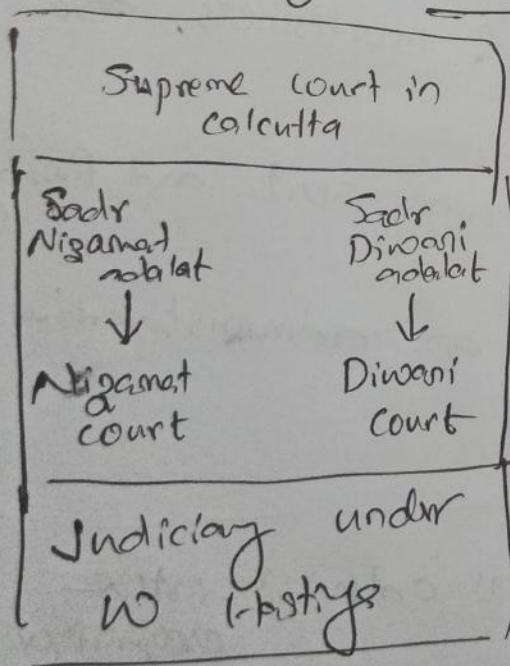 Supreme court in
calcutta
Sadr
Nizamat
adalat
Sadr
Diwani
adalat
Nizamat
court
Diwani
court
Judiciary under
W Hastings